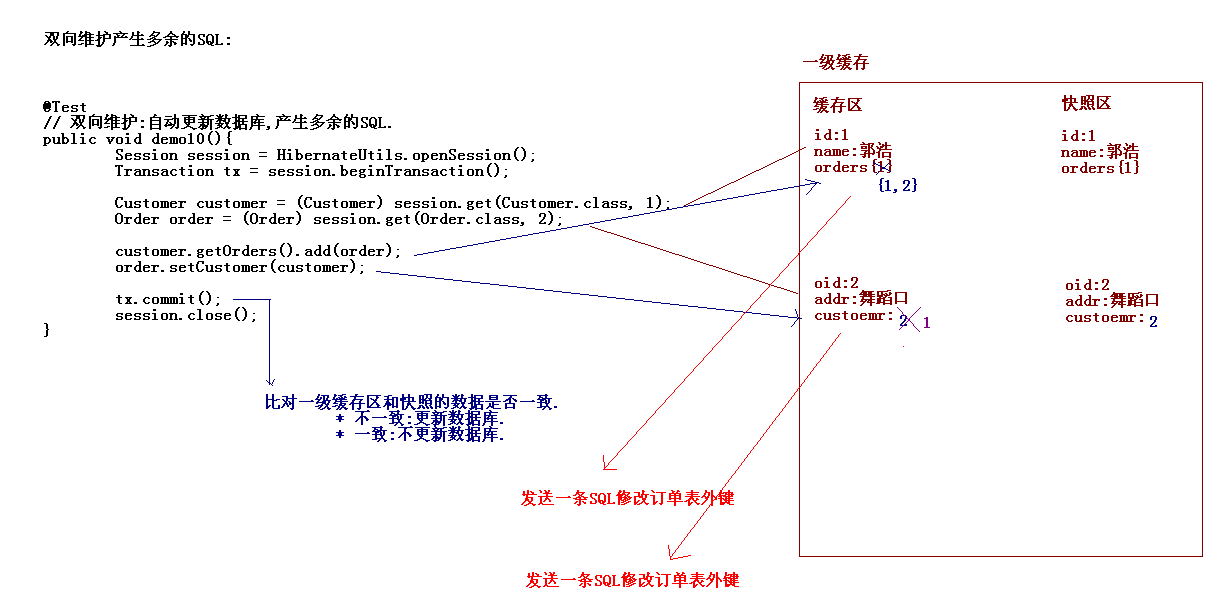 双向维护产生多余的SQL:
一级缓存
@Test
// 双向维护:自动更新数据库,产生多余的SQL.
public void demo10(){
Session session = HibernateUtils.openSession();
Transaction tx = session.beginTransaction();
Customer customer = (Customer) session.get(Customer.class, 1);
Order order = (Order) session.get(Order.class, 2);
customer.getOrders().add(order);
order.setCustomer(customer);
tx.commit();
session.close();
}
缓存区
id:1
name:郭浩
orders{1}
{1,2}
oid:2
addr:舞蹈口
custoemr: 2 1
快照区
id:1
name:郭浩
orders{1}
oid:2
addr:舞蹈口
custoemr: 2
比对一级缓存区和快照的数据是否一致.
* 不一致:更新数据库.
* 一致:不更新数据库.
发送一条SQL修改订单表外键
发送一条SQL修改订单表外键